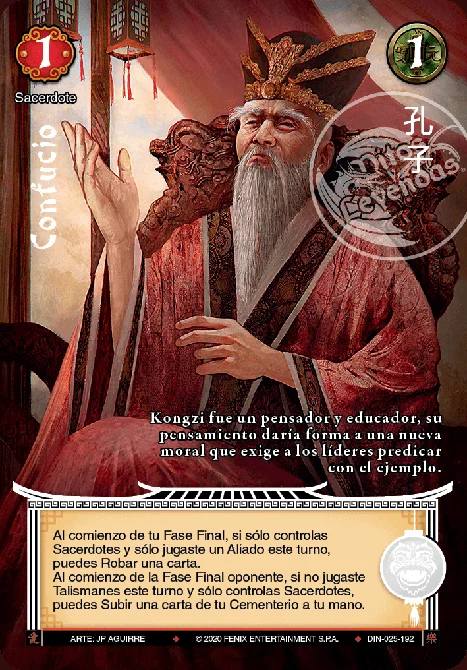 1
1
Sacerdote
Confucio
孔子
Mitos y Leyendas
Kongzi fue un pensador y educador, su
pensamiento daría forma a una nueva
moral que exige a los líderes predicar
con el ejemplo.
Al comienzo de tu Fase Final, si sólo controlas
Sacerdotes y sólo jugaste un Aliado este turno,
puedes Robar una carta.
Al comienzo de la Fase Final oponente, si no jugaste
Talismanes este turno y sólo controlas Sacerdotes,
puedes Subir una carta de tu Cementerio a tu mano.
ARTE: JP AGUIRRE ♦ © 2020 FENIX ENTERTAINMENT S.P.A. ♦ DIN-025-192